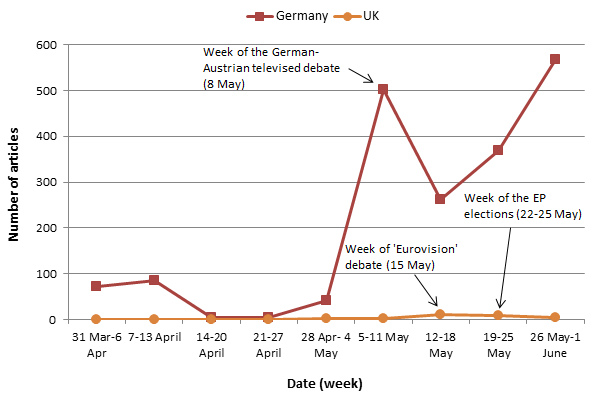 Germany UK
600
500
400
300
200
100
0
Number of articles
Week of the German-
Austrian televised debate
(8 May)
Week of the EP
elections (22-25 May)
Week of 'Eurovision'
debate (15 May)
31 Mar-6
Apr
7-13 April
14-20
April
21-27
April
28 Apr- 4
May
5-11 May
12-18
May
19-25
May
26 May-1
June
Date (week)